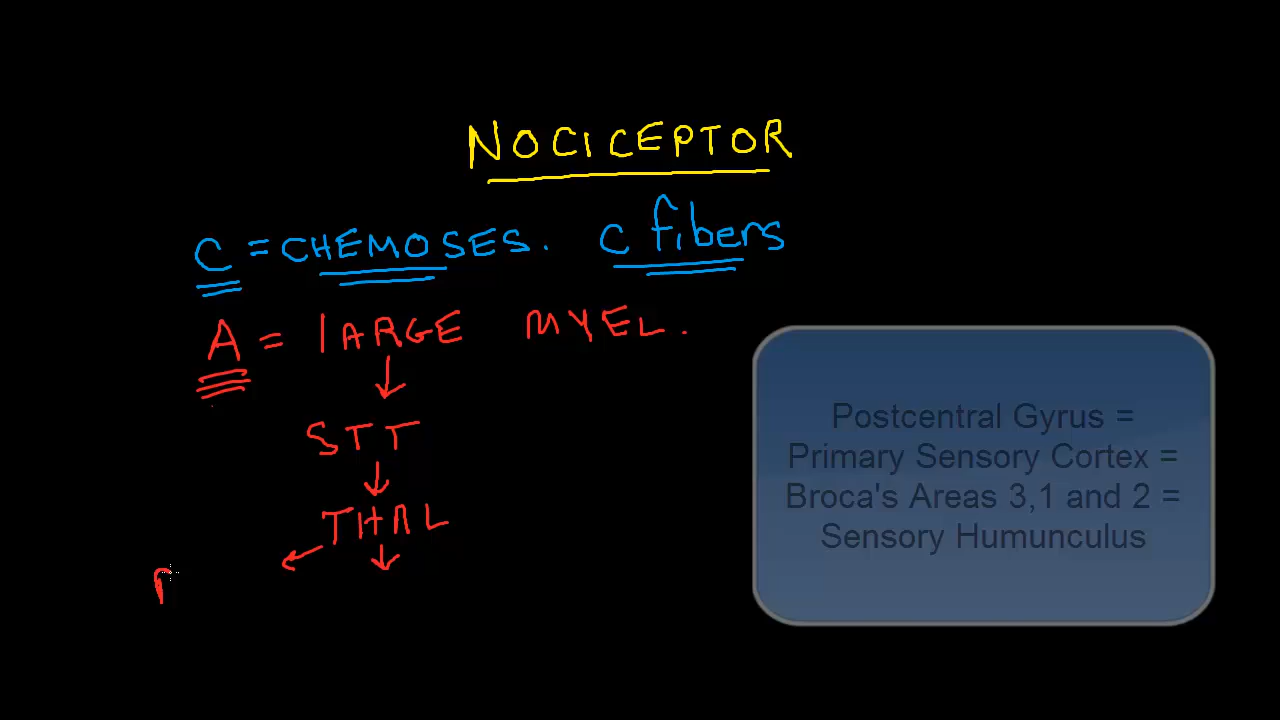 NOCICEPTOR
C = CHEMOSES. C fibers
A = LARGE MYEL.
STT
THAL
Postcentral Gyrus =
Primary Sensory Cortex =
Broca's Areas 3,1 and 2 =
Sensory Humunculus